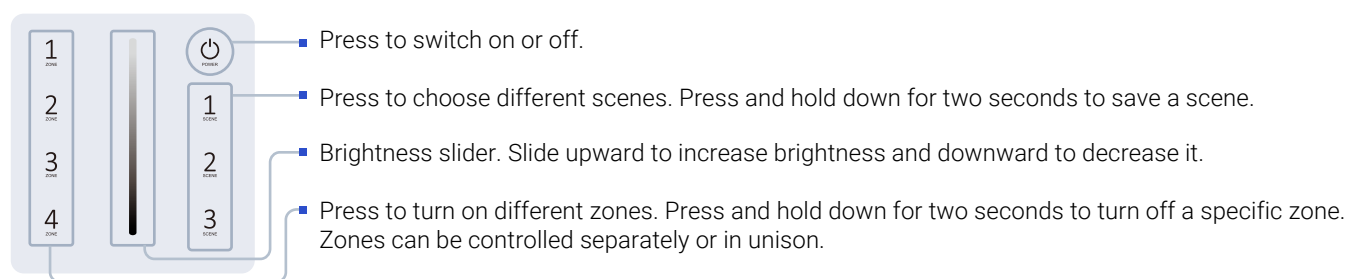 1
ZONE
2
ZONE
3
ZONE
4
ZONE
POWER
1
SCENE
2
SCENE
3
SCENE
Press to switch on or off.
Press to choose different scenes. Press and hold down for two seconds to save a scene.
Brightness slider. Slide upward to increase brightness and downward to decrease it.
Press to turn on different zones. Press and hold down for two seconds to turn off a specific zone.
Zones can be controlled separately or in unison.